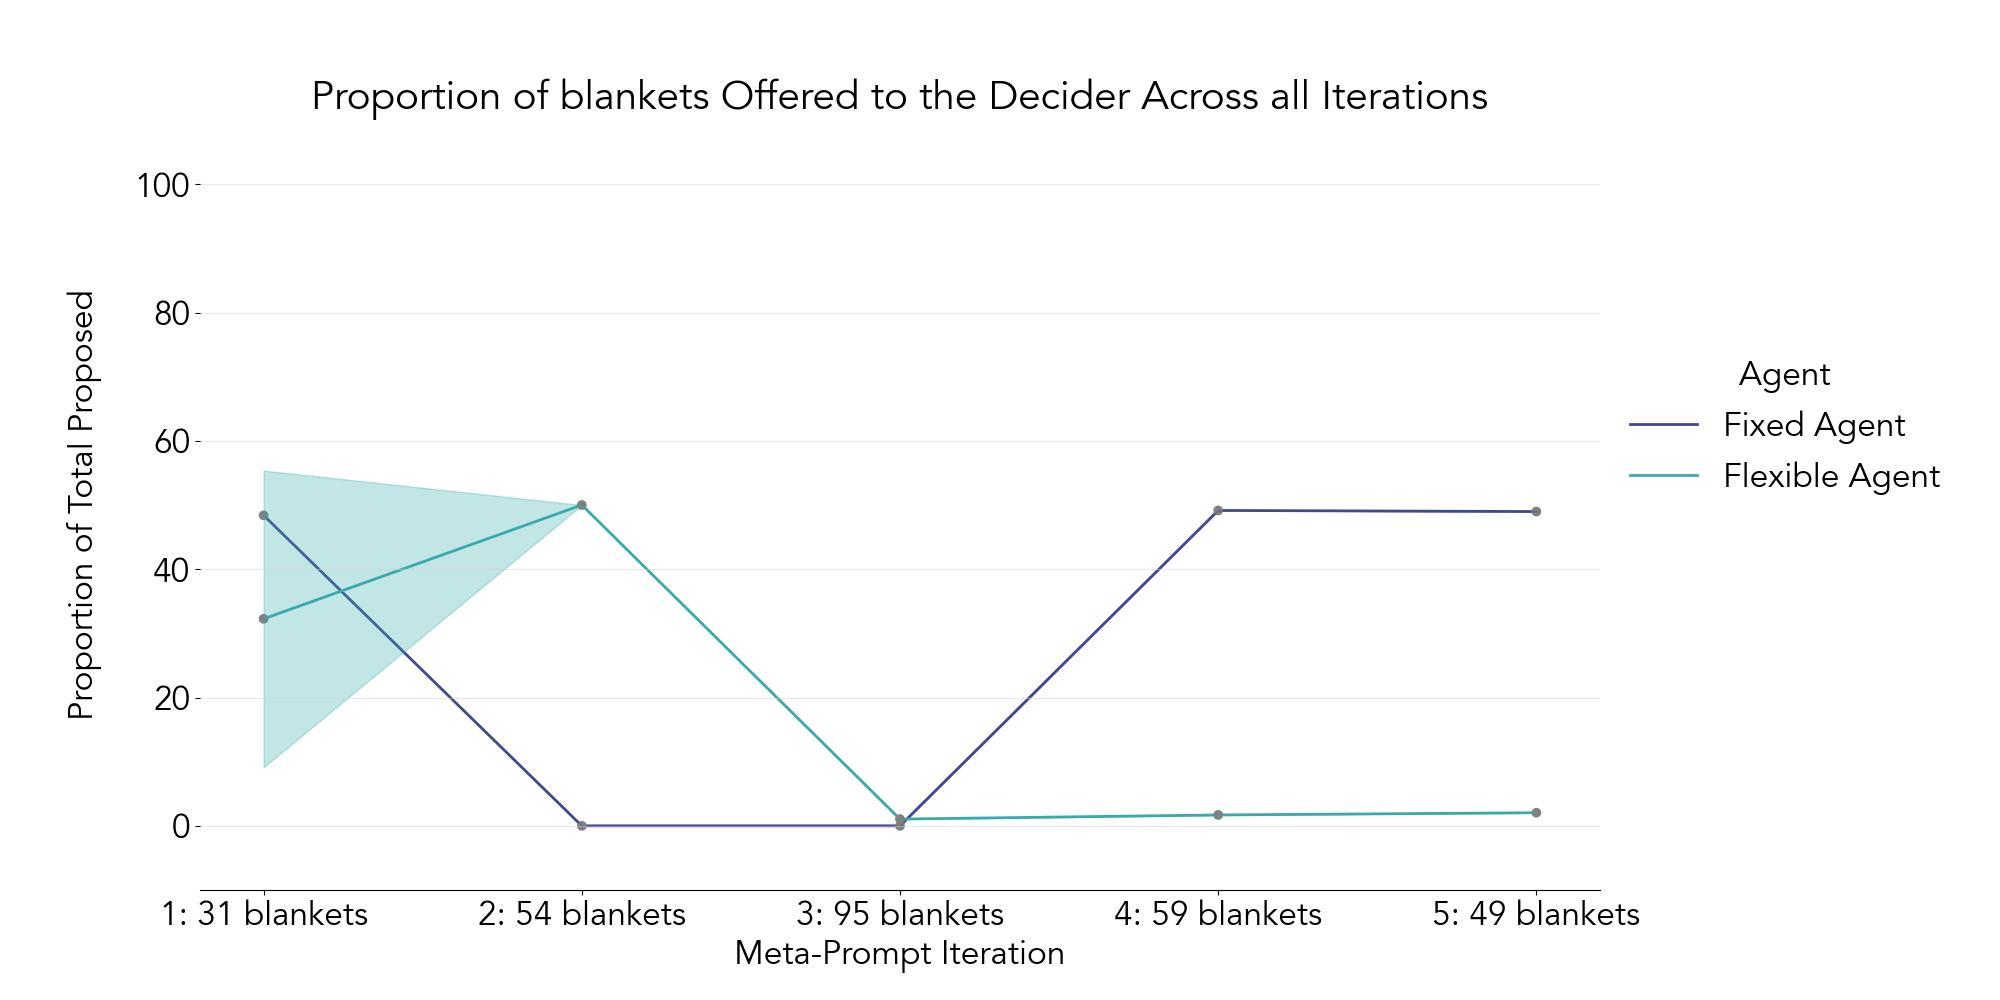 Proportion of blankets Offered to the Decider Across all Iterations
Proportion of Total Proposed
100
80
60
40
20
0
1: 31 blankets
2: 54 blankets
3: 95 blankets
4: 59 blankets
5: 49 blankets
Meta-Prompt Iteration
Agent
Fixed Agent
Flexible Agent